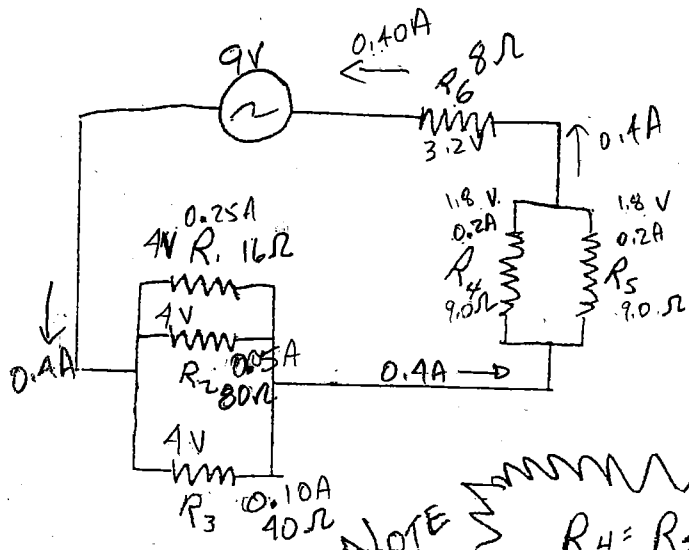 9V
0.40A
R6 8Ω
3.2V
0.4A
1.8 V.
0.2A
R4
9.0Ω
1.8 V
0.2A
R5
9.0 Ω
0.25A
4V R1 16Ω
4V
R2 0.05A
80Ω
0.4A
0.4A
4V
R3 0.10A
40Ω
NOTE